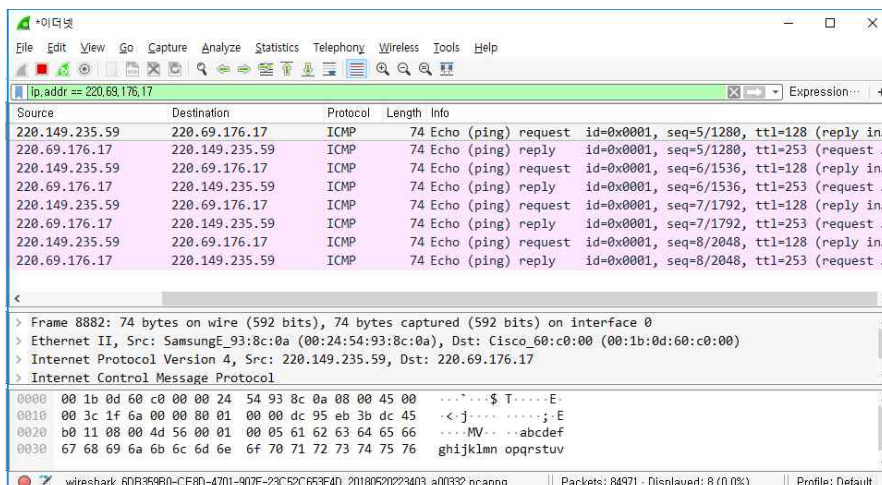 *이더넷
File Edit View Go Capture Analyze Statistics Telephony Wireless Tools Help
ip,addr == 220,69,176,17 Expression…
Source Destination Protocol Length Info
220.149.235.59 220.69.176.17 ICMP 74 Echo (ping) request id=0x0001, seq=5/1280, ttl=128 (reply in.
220.69.176.17 220.149.235.59 ICMP 74 Echo (ping) reply id=0x0001, seq=5/1280, ttl=253 (request .
220.149.235.59 220.69.176.17 ICMP 74 Echo (ping) request id=0x0001, seq=6/1536, ttl=128 (reply in.
220.69.176.17 220.149.235.59 ICMP 74 Echo (ping) reply id=0x0001, seq=6/1536, ttl=253 (request .
220.149.235.59 220.69.176.17 ICMP 74 Echo (ping) request id=0x0001, seq=7/1792, ttl=128 (reply in.
220.69.176.17 220.149.235.59 ICMP 74 Echo (ping) reply id=0x0001, seq=7/1792, ttl=253 (request .
220.149.235.59 220.69.176.17 ICMP 74 Echo (ping) request id=0x0001, seq=8/2048, ttl=128 (reply in.
220.69.176.17 220.149.235.59 ICMP 74 Echo (ping) reply id=0x0001, seq=8/2048, ttl=253 (request .
> Frame 8882: 74 bytes on wire (592 bits), 74 bytes captured (592 bits) on interface 0
> Ethernet II, Src: SamsungE_93:8c:0a (00:24:54:93:8c:0a), Dst: Cisco_60:c0:00 (00:1b:0d:60:c0:00)
> Internet Protocol Version 4, Src: 220.149.235.59, Dst: 220.69.176.17
> Internet Control Message Protocol
0000 00 1b 0d 60 c0 00 00 24 54 93 8c 0a 08 00 45 00 ···`···$ T·····E·
0010 00 3c 1f 6a 00 00 80 01 00 00 dc 95 eb 3b dc 45 ·<·j···· ·····;·E
0020 b0 11 08 00 4d 56 00 01 00 05 61 62 63 64 65 66 ····MV·· ··abcdef
0030 67 68 69 6a 6b 6c 6d 6e 6f 70 71 72 73 74 75 76 ghijklmn opqrstuv
wireshark_6DB359B0-CE8D-4701-907F-23C52C653F4D_20180520223403_a00332.pcapng Packets: 84971 · Displayed: 8 (0.0%) Profile: Default